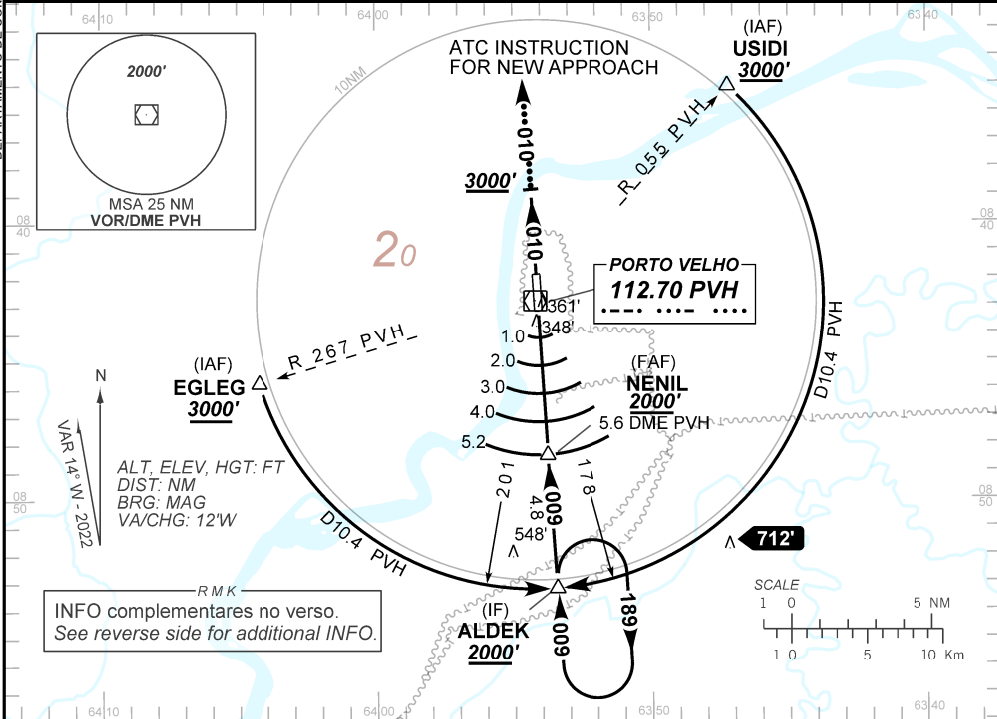 64 10
64 00
63 50
63 40
2000'
MSA 25 NM
VOR/DME PVH
10NM
ATC INSTRUCTION
FOR NEW APPROACH
(IAF)
USIDI
3000'
R 055 PVH
010
3000'
010
08
40
08
40
20
PORTO VELHO
112.70 PVH
361'
348'
1.0
2.0
3.0
4.0
5.2
R 267 PVH
(IAF)
EGLEG
3000'
(FAF)
NENIL
2000'
5.6 DME PVH
D10.4 PVH
N
VAR 14° W - 2022
ALT, ELEV, HGT: FT
DIST: NM
BRG: MAG
VA/CHG: 12'W
201
178
4.8
009
548'
712'
08
50
08
50
D10.4 PVH
RMK
INFO complementares no verso.
See reverse side for additional INFO.
(IF)
ALDEK
2000'
009
189
SCALE
1 0 5 NM
1 0 5 10 Km
64 10
64 00
63 50
63 40